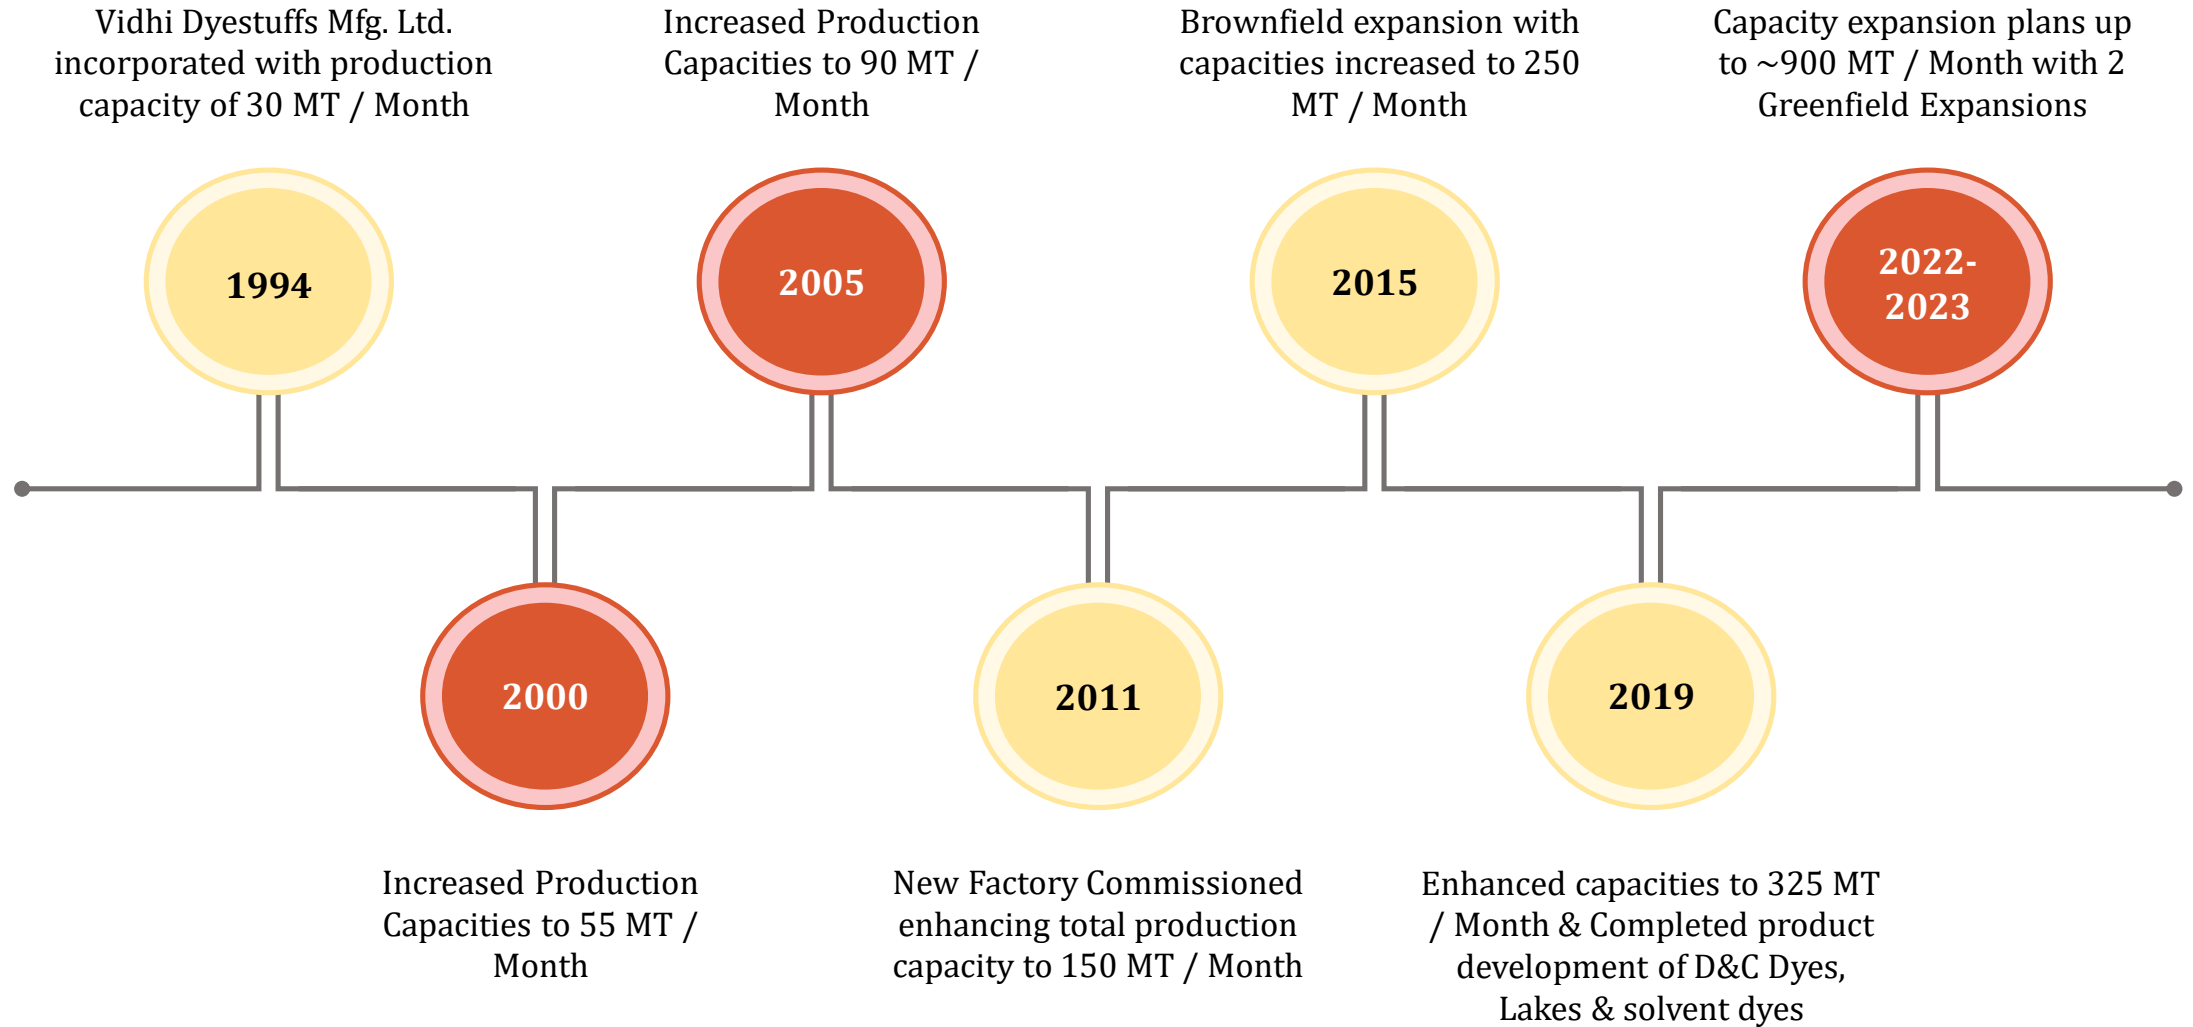 Vidhi Dyestuffs Mfg. Ltd.
incorporated with production
capacity of 30 MT / Month
Increased Production
Capacities to 90 MT /
Month
Brownfield expansion with
capacities increased to 250
MT / Month
Capacity expansion plans up
to ~900 MT / Month with 2
Greenfield Expansions
1994
2005
2015
2022-
2023
2000
2011
2019
Increased Production
Capacities to 55 MT /
Month
New Factory Commissioned
enhancing total production
capacity to 150 MT / Month
Enhanced capacities to 325 MT
/ Month & Completed product
development of D&C Dyes,
Lakes & solvent dyes